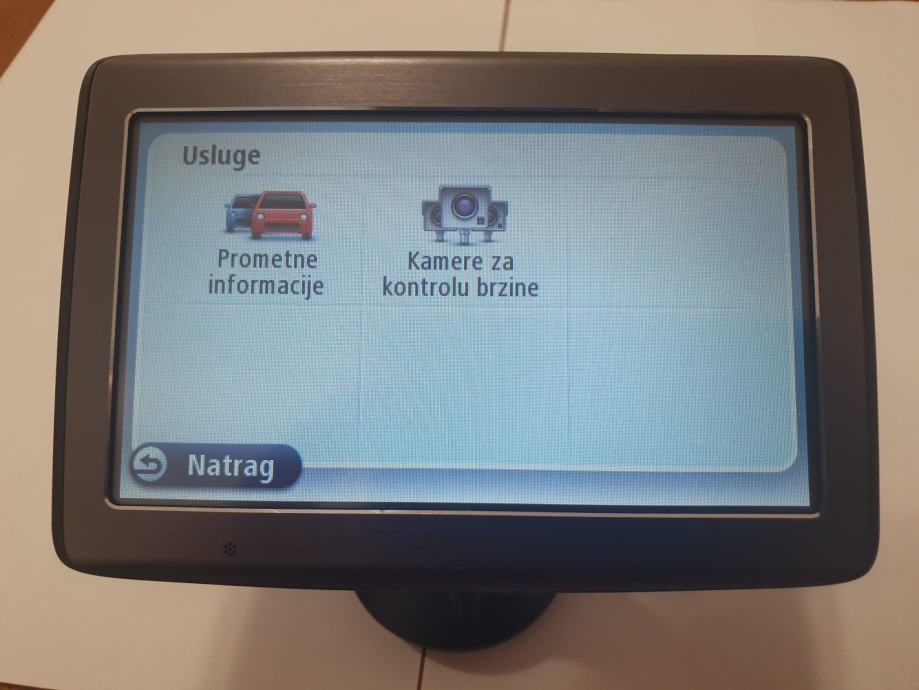 Usluge
Prometne
informacije
Kamere za
kontrolu brzine
Natrag